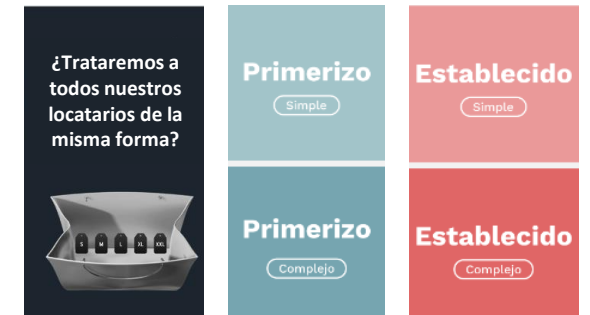 ¿Trataremos a
todos nuestros
locatarios de la
misma forma?
S M L XL XXL
Primerizo
Simple
Primerizo
Complejo
Establecido
Simple
Establecido
Complejo